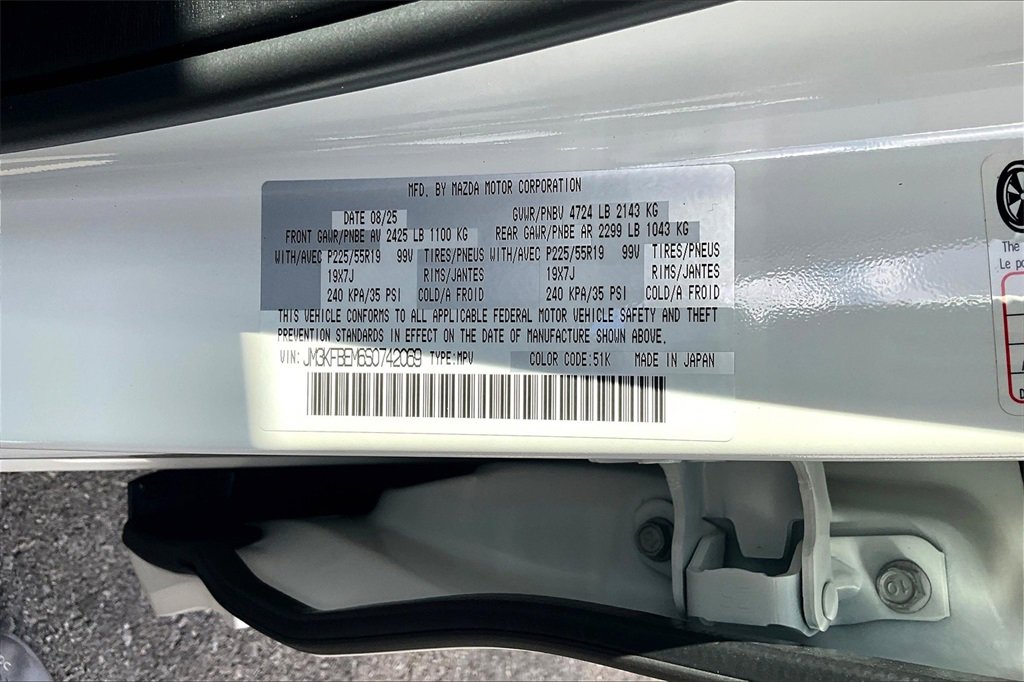 MFD. BY MAZDA MOTOR CORPORATION
DATE 08/25 GVWR/PNBV 4724 LB 2143 KG
FRONT GAWR/PNBE AV 2425 LB 1100 KG REAR GAWR/PNBE AR 2299 LB 1043 KG
WITH/AVEC P225/55R19 99V TIRES/PNEUS WITH/AVEC P225/55R19 99V TIRES/PNEUS
19X7J RIMS/JANTES 19X7J RIMS/JANTES
240 KPA/35 PSI COLD/A FROID 240 KPA/35 PSI COLD/A FROID
THIS VEHICLE CONFORMS TO ALL APPLICABLE FEDERAL MOTOR VEHICLE SAFETY AND THEFT
PREVENTION STANDARDS IN EFFECT ON THE DATE OF MANUFACTURE SHOWN ABOVE.
VIN: JM3KFBEM6S0742069 TYPE:MPV COLOR CODE:51K MADE IN JAPAN
The
Le po